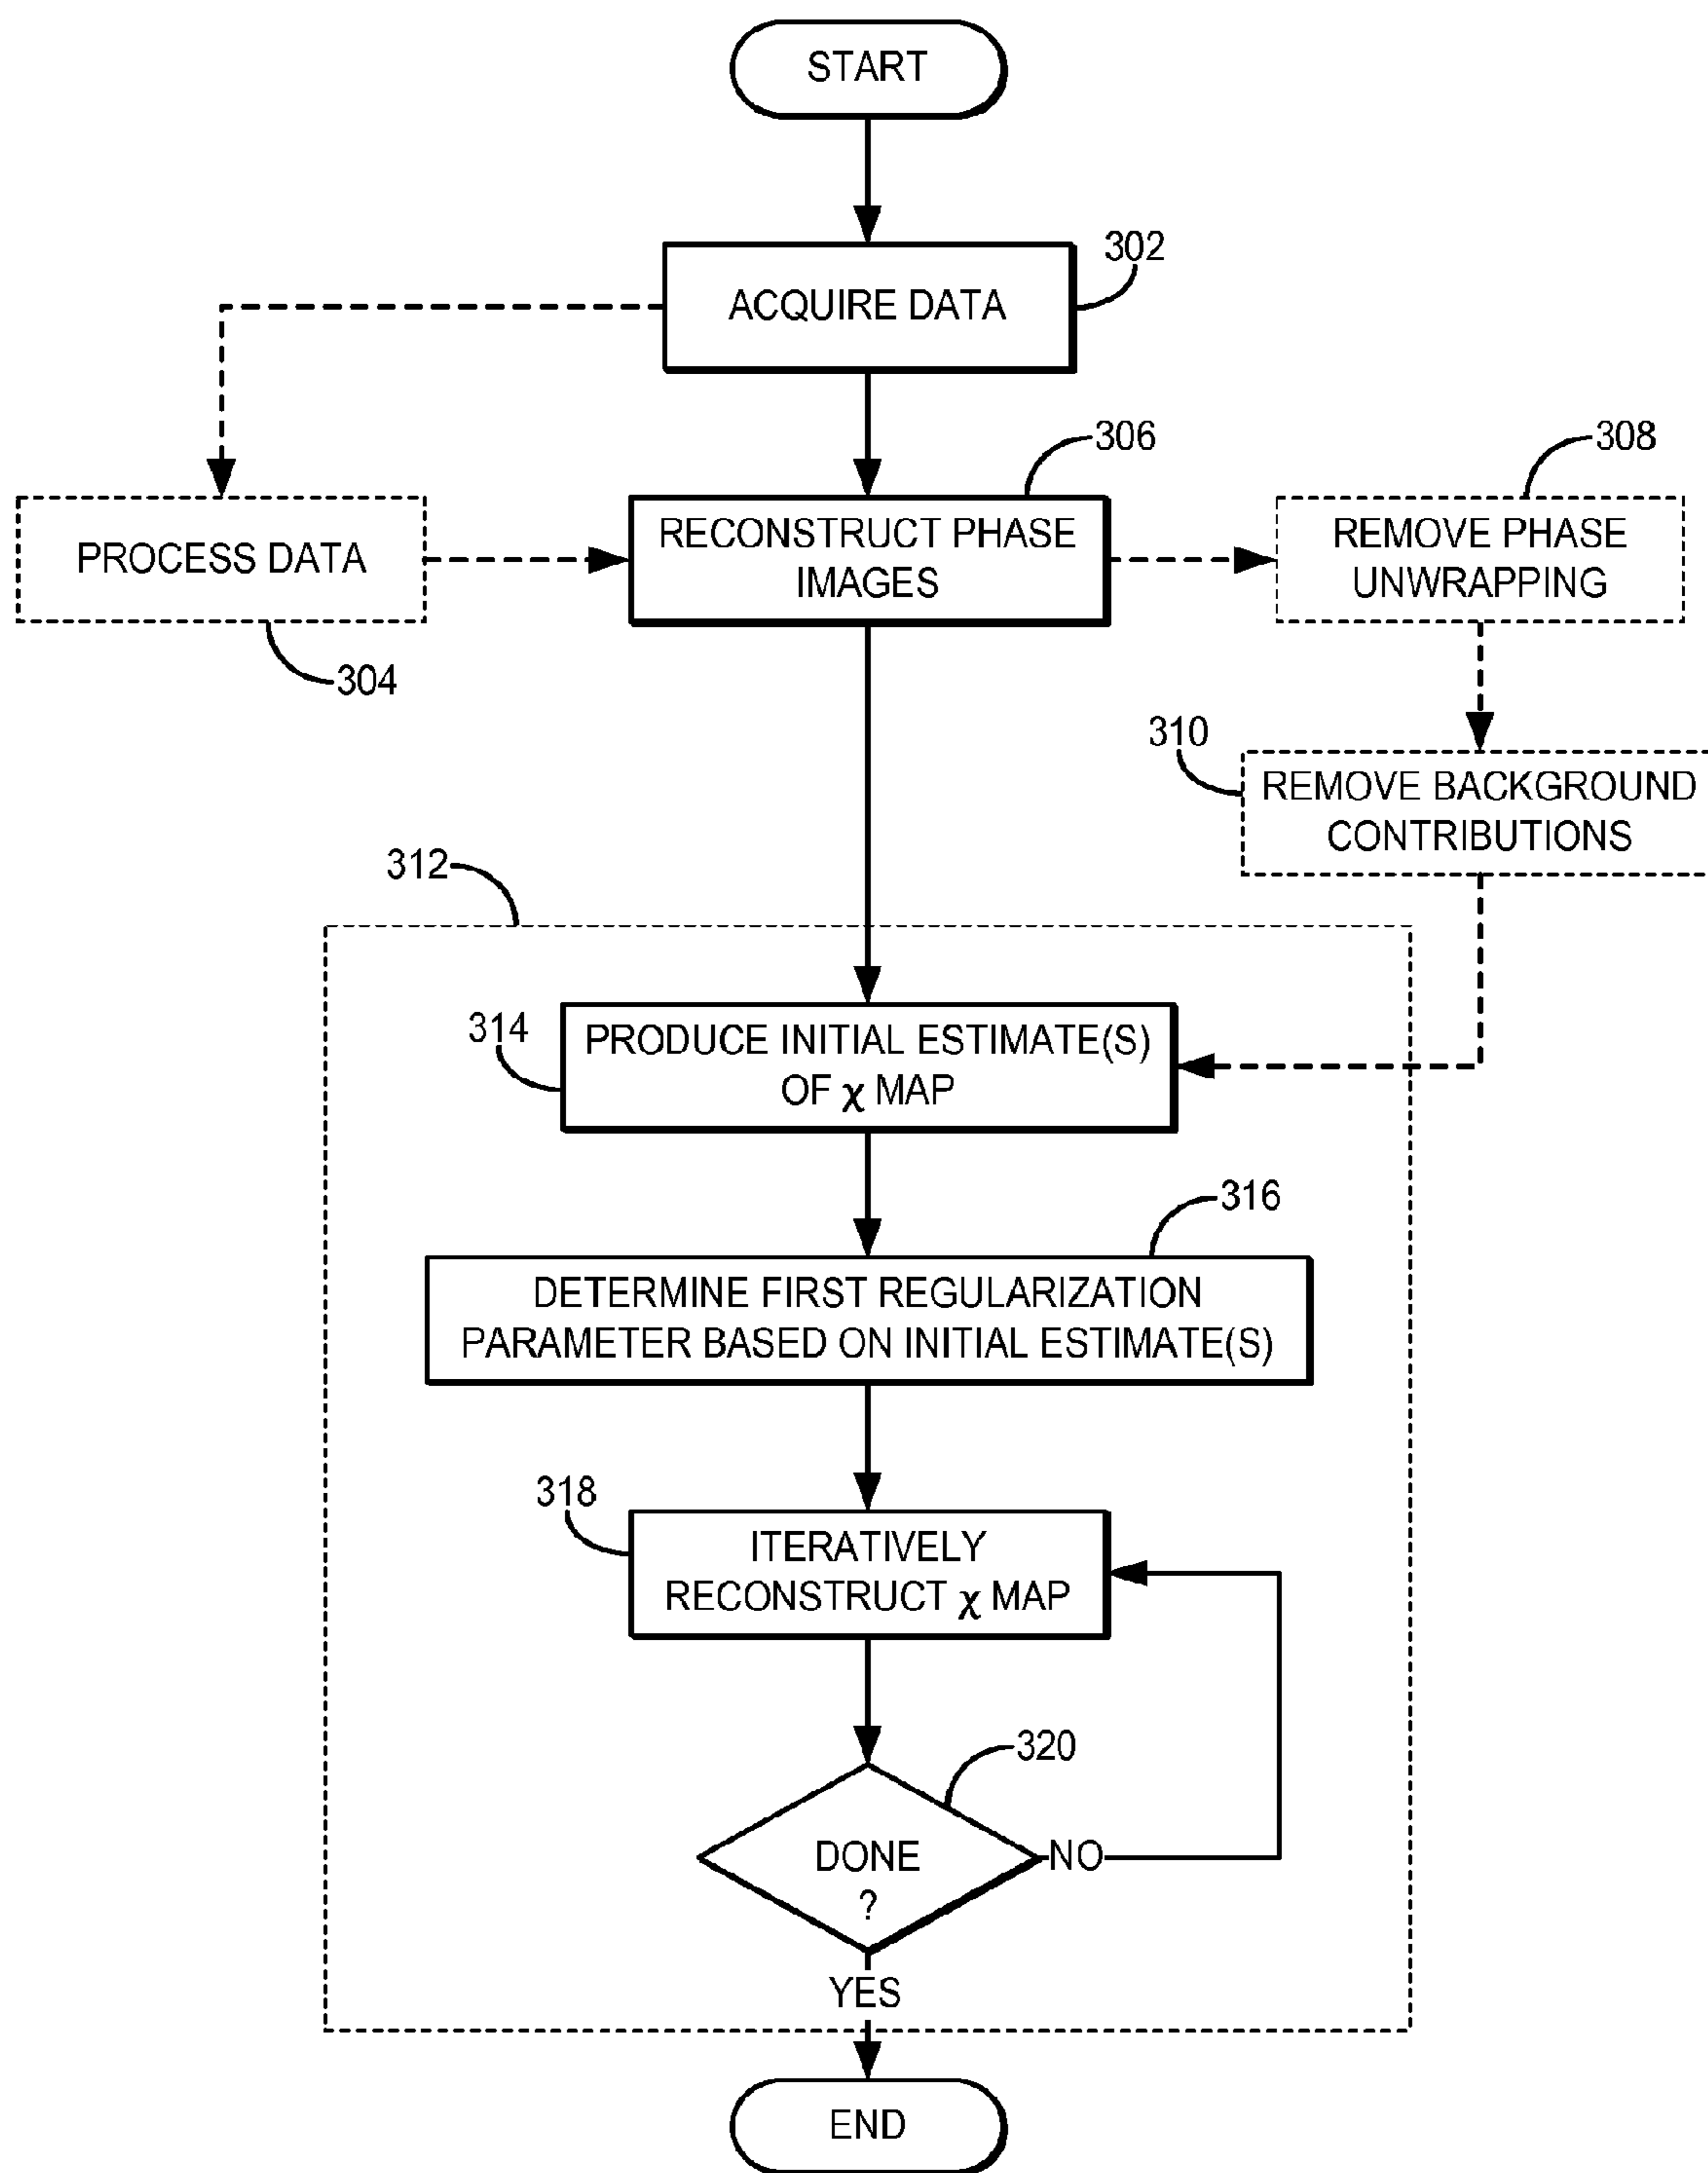 START
302
ACQUIRE DATA
306
308
PROCESS DATA
RECONSTRUCT PHASE
IMAGES
REMOVE PHASE
UNWRAPPING
304
310
REMOVE BACKGROUND
CONTRIBUTIONS
312
314
PRODUCE INITIAL ESTIMATE(S)
OF χ MAP
316
DETERMINE FIRST REGULARIZATION
PARAMETER BASED ON INITIAL ESTIMATE(S)
318
ITERATIVELY
RECONSTRUCT χ MAP
320
DONE
?
NO
YES
END